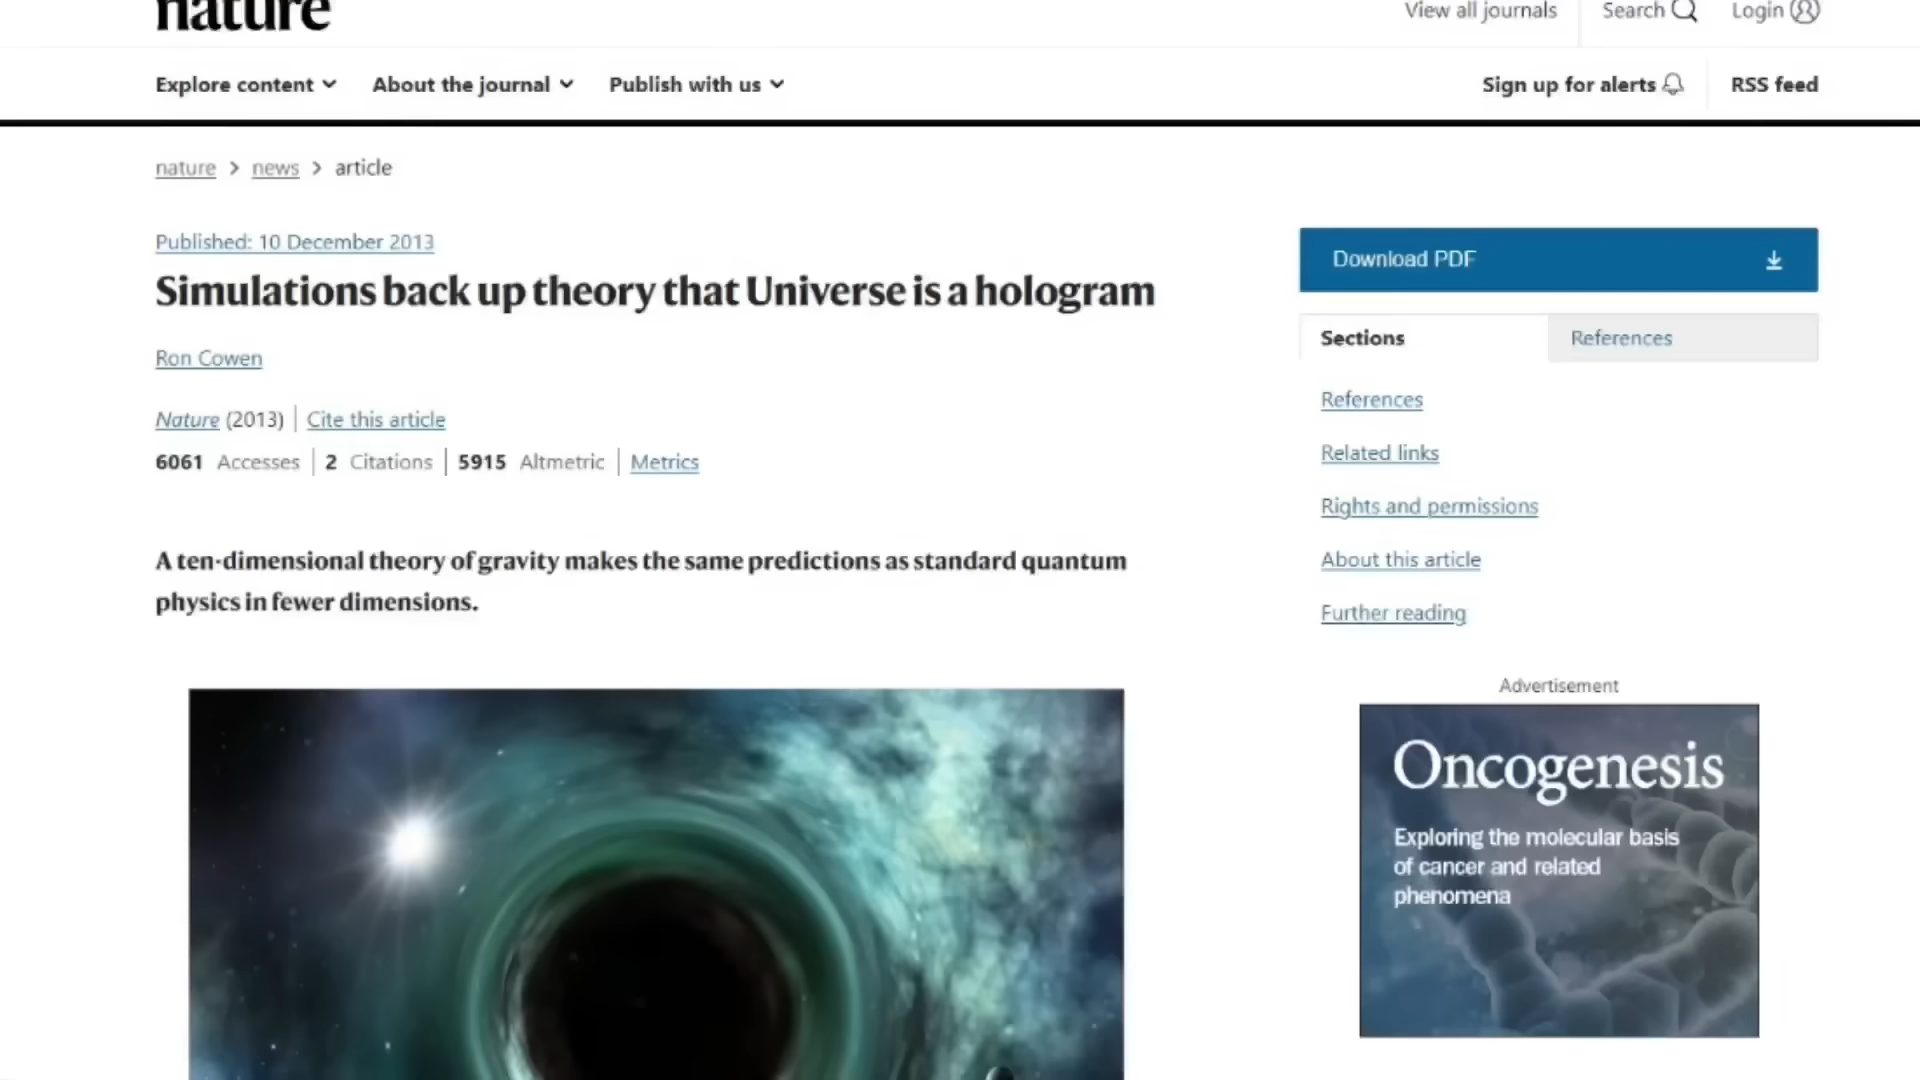 nature
View all journals
Search
Login
Explore content
About the journal
Publish with us
Sign up for alerts
RSS feed
nature > news > article
Published: 10 December 2013
Simulations back up theory that Universe is a hologram
Ron Cowen
Nature (2013) | Cite this article
6061 Accesses | 2 Citations | 5915 Altmetric | Metrics
A ten-dimensional theory of gravity makes the same predictions as standard quantum
physics in fewer dimensions.
Download PDF
Sections
References
References
Related links
Rights and permissions
About this article
Further reading
Advertisement
Oncogenesis
Exploring the molecular basis
of cancer and related
phenomena